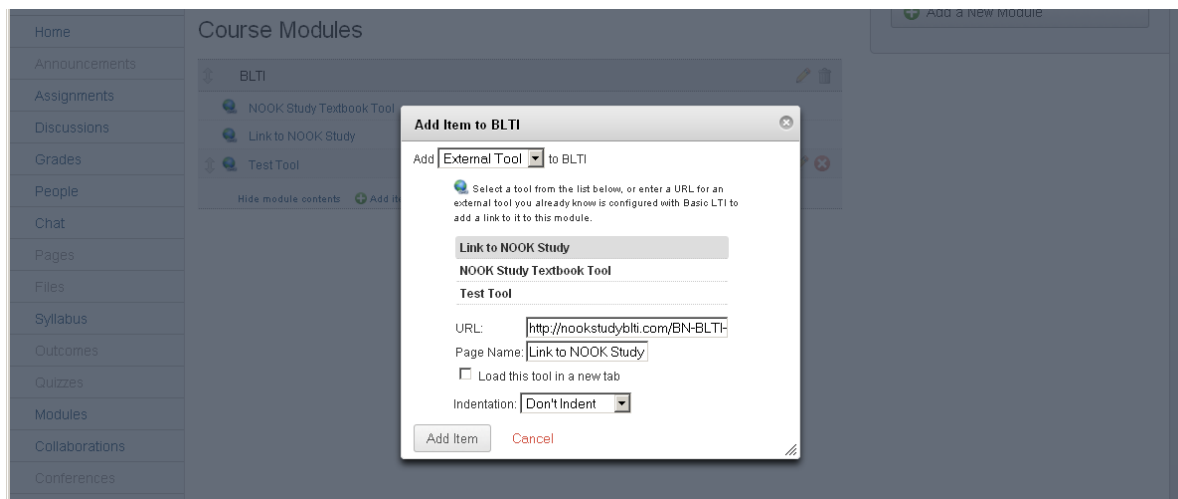 Home
Announcements
Assignments
Discussions
Grades
People
Chat
Pages
Files
Syllabus
Outcomes
Quizzes
Modules
Collaborations
Conferences
Course Modules
BLTI
NOOK Study Textbook Tool
Link to NOOK Study
Test Tool
Hide module contents Add
Add a New Module
Add Item to BLTI
Add External Tool to BLTI
Select a tool from the list below, or enter a URL for an
external tool you already know is configured with Basic LTI to
add a link to it to this module.
Link to NOOK Study
NOOK Study Textbook Tool
Test Tool
URL: http://nookstudyblti.com/BN-BLTI-
Page Name: Link to NOOK Study
Load this tool in a new tab
Indentation: Don't Indent
Add Item Cancel